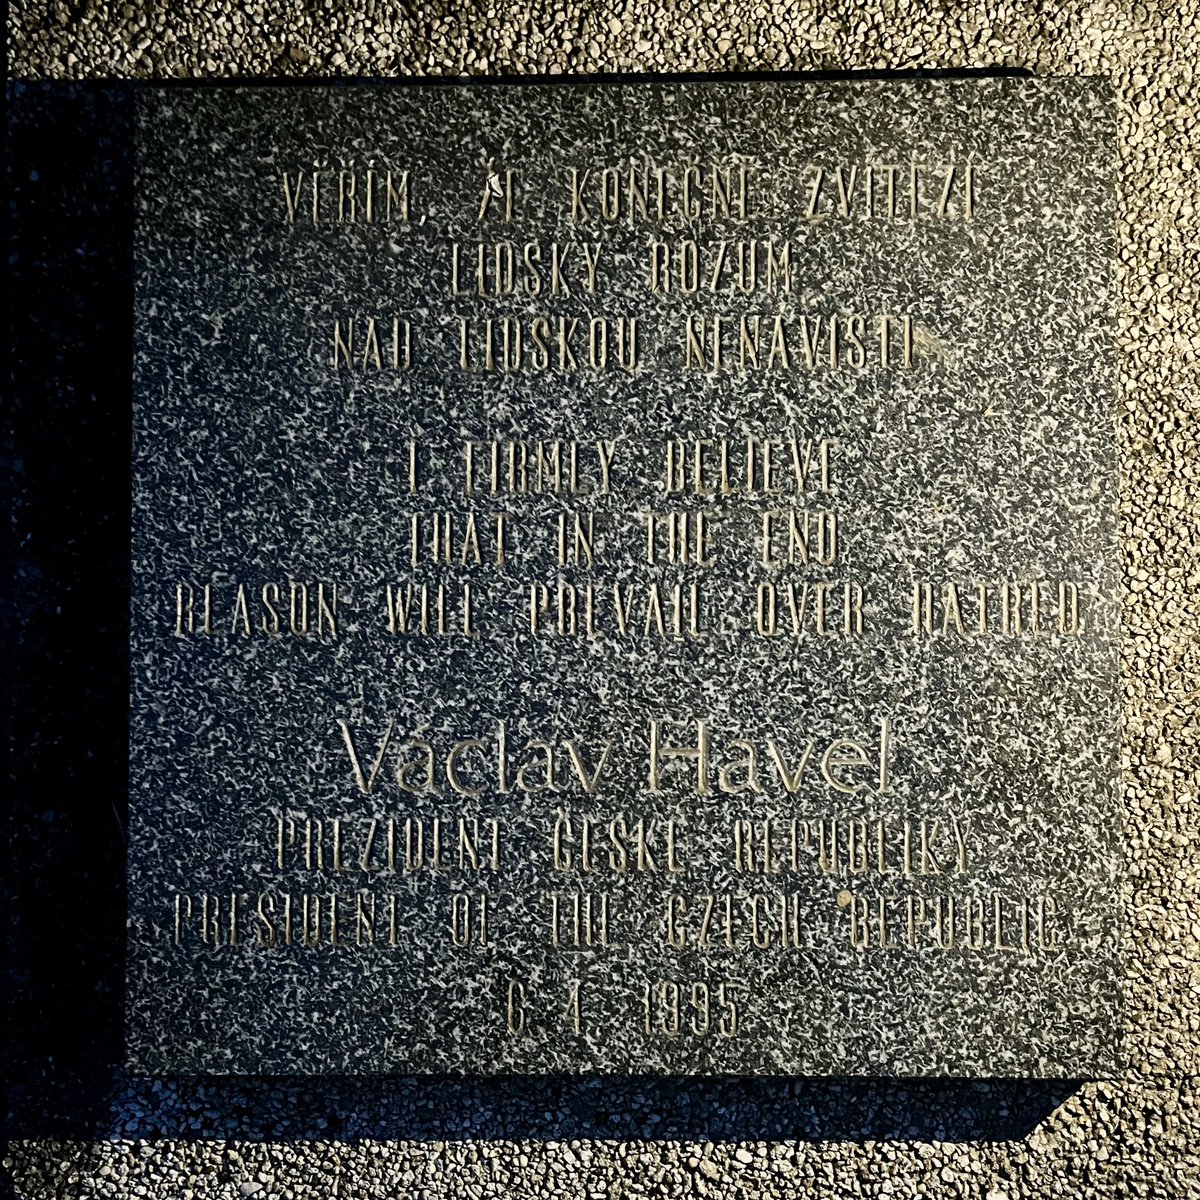 VĚŘÍM, ŽE KONEČNĚ ZVÍTĚZÍ
LIDSKÝ ROZUM
NAD LIDSKOU NENÁVISTÍ
I FIRMLY BELIEVE
THAT IN THE END
REASON WILL PREVAIL OVER HATRED
Václav Havel
PREZIDENT ČESKÉ REPUBLIKY
PRESIDENT OF THE CZECH REPUBLIC
6.4 1995